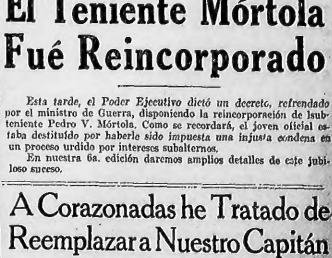 El Teniente Mórtola
Fué Reincorporado
Esta tarde, el Poder Ejecutivo dictó un decreto, refrendado
por el ministro de Guerra, disponiendo la reincorporación de lsub-
teniente Pedro V. Mórtola. Como se recordará, el joven oficial es-
taba destituído por haberle sido impuesta una injusta condena en
un proceso urdido por intereses subalternos.
En nuestra 6a. edición daremos amplios detalles de este jubi-
loso suceso.
A Corazonadas he Tratado de
Reemplazar a Nuestro Capitán